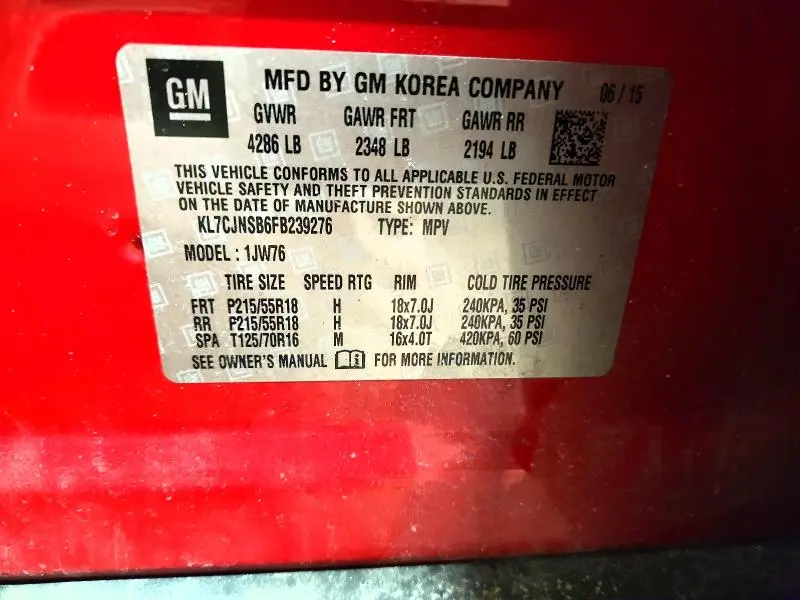 GM MFD BY GM KOREA COMPANY 06 / 15
GVWR GAWR FRT GAWR RR
4286 LB 2348 LB 2194 LB
THIS VEHICLE CONFORMS TO ALL APPLICABLE U.S. FEDERAL MOTOR
VEHICLE SAFETY AND THEFT PREVENTION STANDARDS IN EFFECT
ON THE DATE OF MANUFACTURE SHOWN ABOVE.
KL7CJNSB6FB239276 TYPE: MPV
MODEL : 1JW76
TIRE SIZE SPEED RTG RIM COLD TIRE PRESSURE
FRT P215/55R18 H 18x7.0J 240KPA, 35 PSI
RR P215/55R18 H 18x7.0J 240KPA, 35 PSI
SPA T125/70R16 M 16x4.0T 420KPA, 60 PSI
SEE OWNER'S MANUAL FOR MORE INFORMATION.